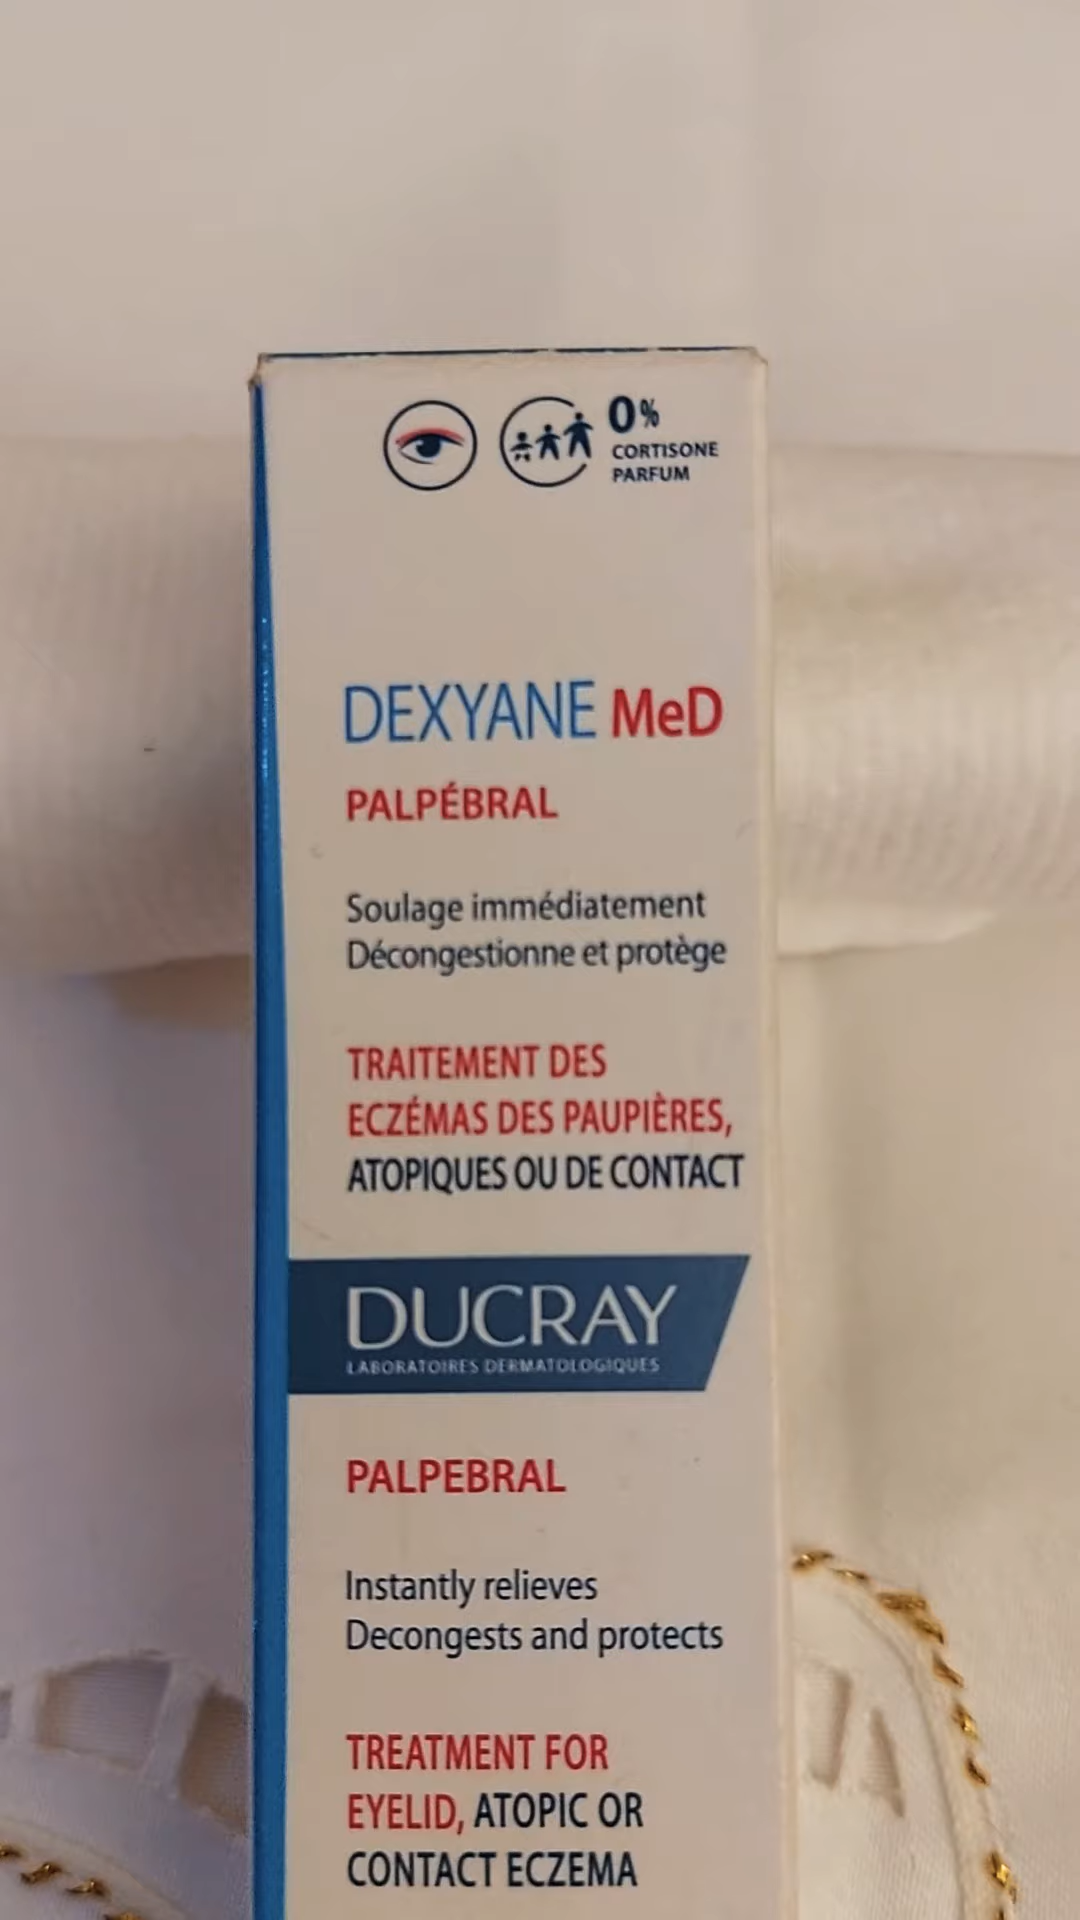 0%
CORTISONE
PARFUM
DEXYANE MeD
PALPÉBRAL
Soulage immédiatement
Décongestionne et protège
TRAITEMENT DES
ECZÉMAS DES PAUPIÈRES,
ATOPIQUES OU DE CONTACT
DUCRAY
LABORATOIRES DERMATOLOGIQUES
PALPEBRAL
Instantly relieves
Decongests and protects
TREATMENT FOR
EYELID, ATOPIC OR
CONTACT ECZEMA